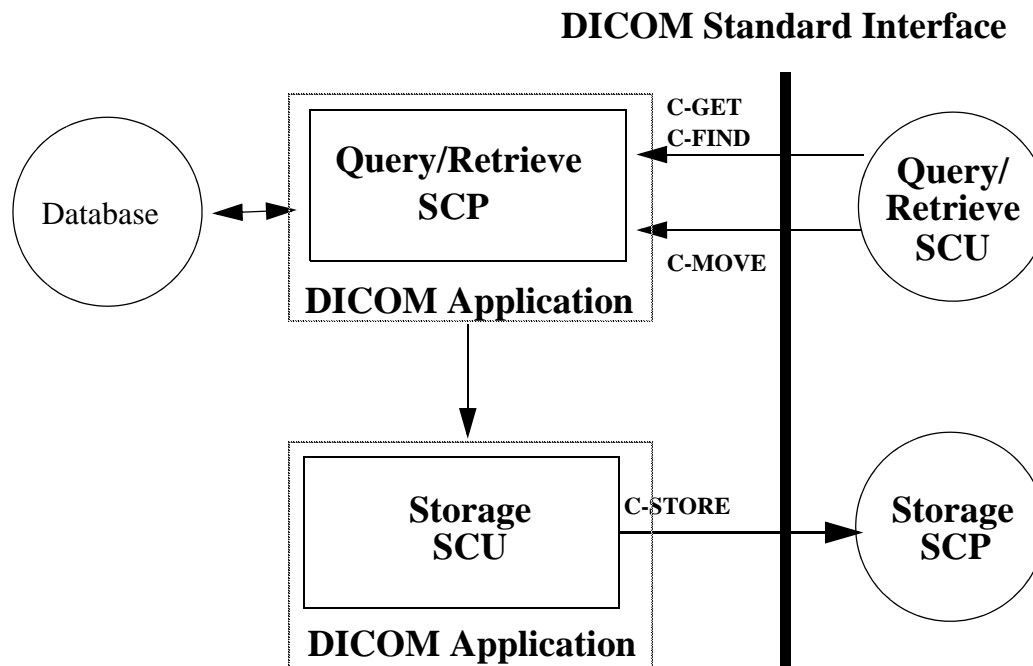 DICOM Standard Interface
C-GET
C-FIND
Query/Retrieve
SCP
Database
Query/
Retrieve
SCU
C-MOVE
DICOM Application
Storage
SCU
C-STORE
Storage
SCP
DICOM Application